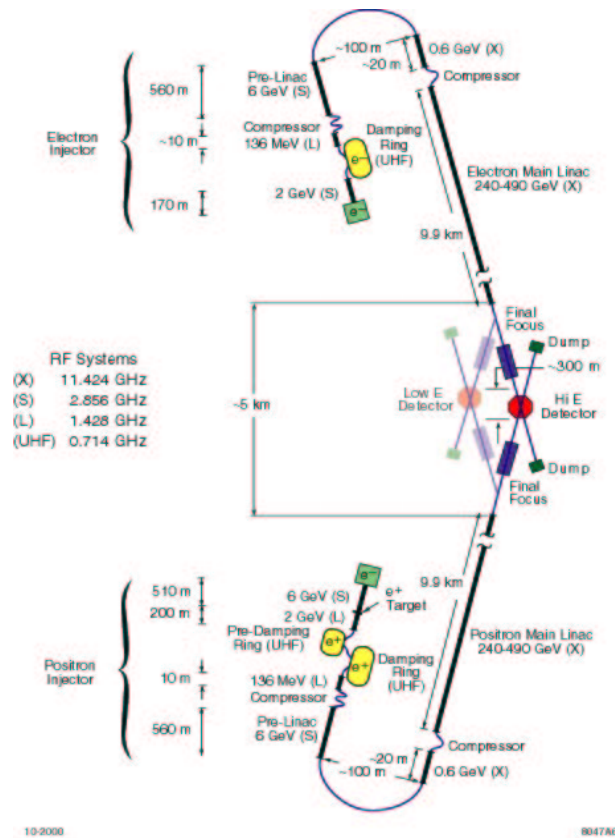 ~100 m
~20 m
0.6 GeV (X)
Compressor
Pre-Linac
6 GeV (S)
560 m
Electron
Injector
~10 m
Compressor
136 MeV (L)
Damping
Ring
(UHF)
e−
2 GeV (S)
170 m
e−
Electron Main Linac
240-490 GeV (X)
9.9 km
RF Systems
(X) 11.424 GHz
(S) 2.856 GHz
(L) 1.428 GHz
(UHF) 0.714 GHz
~5 km
Final
Focus
Dump
~300 m
Low E
Detector
Hi E
Detector
Dump
Final
Focus
510 m
200 m
Positron
Injector
10 m
560 m
e−
6 GeV (S)
e+
Target
2 GeV (L)
Pre-Damping
Ring (UHF)
e+
e+
Damping
Ring
(UHF)
136 MeV (L)
Compressor
Pre-Linac
6 GeV (S)
9.9 km
Positron Main Linac
240-490 GeV (X)
Compressor
~20 m
~100 m
0.6 GeV (X)
10-2000